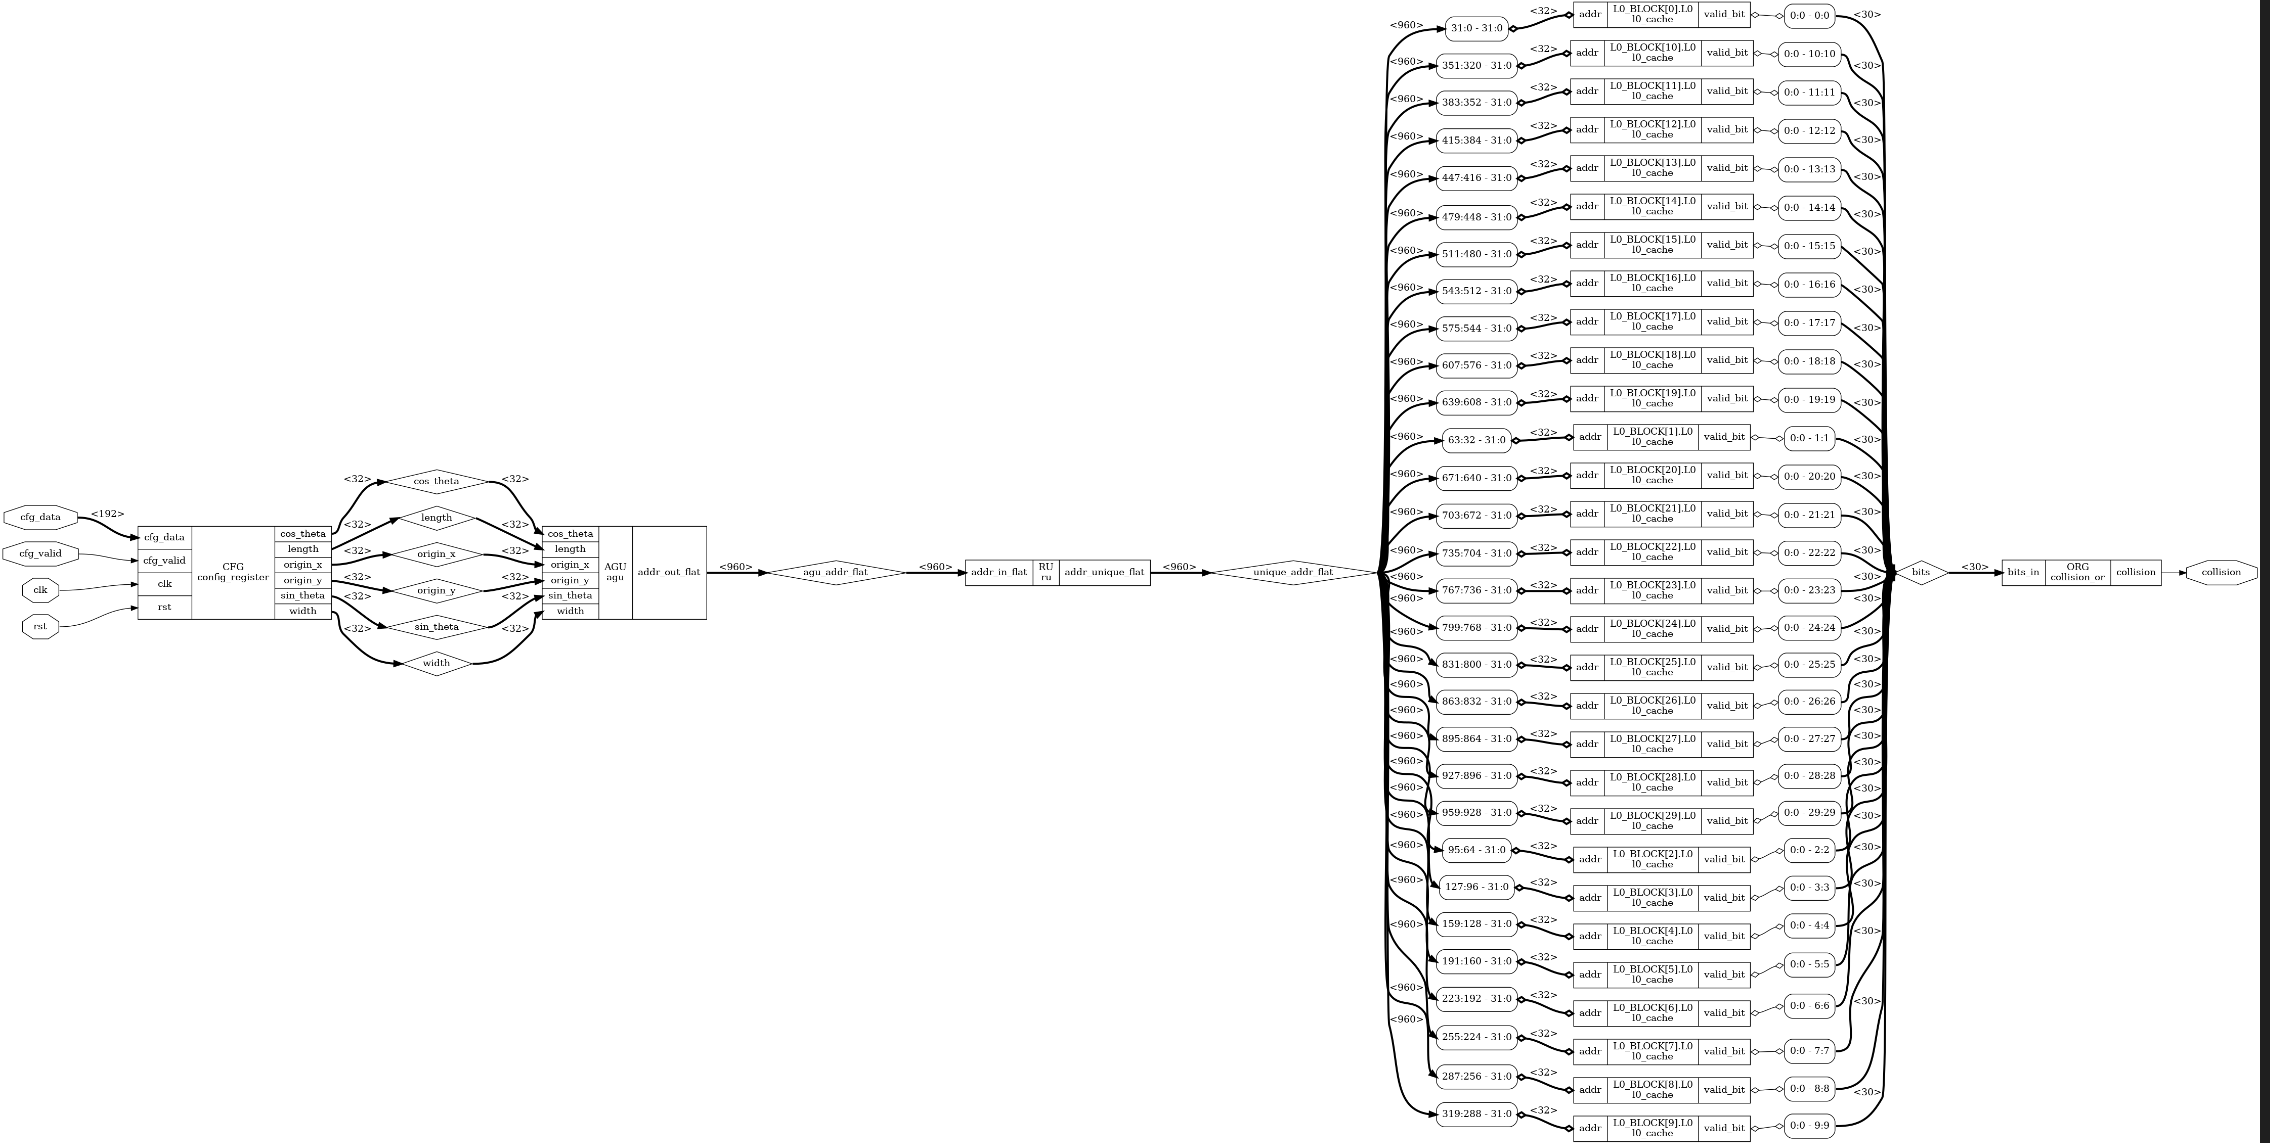 cfg_data
cfg_valid
clk
rst
<192>
cfg_data
cfg_valid
clk
rst
CFG
config_register
cos_theta
length
origin_x
origin_y
sin_theta
width
<32>
<32>
<32>
<32>
<32>
<32>
cos_theta
length
origin_x
origin_y
sin_theta
width
<32>
<32>
<32>
<32>
<32>
<32>
cos_theta
length
origin_x
origin_y
sin_theta
width
AGU
agu
addr_out_flat
<960>
agu_addr_flat
<960>
addr_in_flat
RU
ru
addr_unique_flat
<960>
unique_addr_flat
<960> 31:0 - 31:0 <32> addr L0_BLOCK[0].L0 l0_cache valid_bit 0:0 - 0:0 <30>
<960> 351:320 - 31:0 <32> addr L0_BLOCK[10].L0 l0_cache valid_bit 0:0 - 10:10 <30>
<960> 383:352 - 31:0 <32> addr L0_BLOCK[11].L0 l0_cache valid_bit 0:0 - 11:11 <30>
<960> 415:384 - 31:0 <32> addr L0_BLOCK[12].L0 l0_cache valid_bit 0:0 - 12:12 <30>
<960> 447:416 - 31:0 <32> addr L0_BLOCK[13].L0 l0_cache valid_bit 0:0 - 13:13 <30>
<960> 479:448 - 31:0 <32> addr L0_BLOCK[14].L0 l0_cache valid_bit 0:0 - 14:14 <30>
<960> 511:480 - 31:0 <32> addr L0_BLOCK[15].L0 l0_cache valid_bit 0:0 - 15:15 <30>
<960> 543:512 - 31:0 <32> addr L0_BLOCK[16].L0 l0_cache valid_bit 0:0 - 16:16 <30>
<960> 575:544 - 31:0 <32> addr L0_BLOCK[17].L0 l0_cache valid_bit 0:0 - 17:17 <30>
<960> 607:576 - 31:0 <32> addr L0_BLOCK[18].L0 l0_cache valid_bit 0:0 - 18:18 <30>
<960> 639:608 - 31:0 <32> addr L0_BLOCK[19].L0 l0_cache valid_bit 0:0 - 19:19 <30>
<960> 63:32 - 31:0 <32> addr L0_BLOCK[1].L0 l0_cache valid_bit 0:0 - 1:1 <30>
<960> 671:640 - 31:0 <32> addr L0_BLOCK[20].L0 l0_cache valid_bit 0:0 - 20:20 <30>
<960> 703:672 - 31:0 <32> addr L0_BLOCK[21].L0 l0_cache valid_bit 0:0 - 21:21 <30>
<960> 735:704 - 31:0 <32> addr L0_BLOCK[22].L0 l0_cache valid_bit 0:0 - 22:22 <30>
<960> 767:736 - 31:0 <32> addr L0_BLOCK[23].L0 l0_cache valid_bit 0:0 - 23:23 <30>
<960> 799:768 - 31:0 <32> addr L0_BLOCK[24].L0 l0_cache valid_bit 0:0 - 24:24 <30>
<960> 831:800 - 31:0 <32> addr L0_BLOCK[25].L0 l0_cache valid_bit 0:0 - 25:25 <30>
<960> 863:832 - 31:0 <32> addr L0_BLOCK[26].L0 l0_cache valid_bit 0:0 - 26:26 <30>
<960> 895:864 - 31:0 <32> addr L0_BLOCK[27].L0 l0_cache valid_bit 0:0 - 27:27 <30>
<960> 927:896 - 31:0 <32> addr L0_BLOCK[28].L0 l0_cache valid_bit 0:0 - 28:28 <30>
<960> 959:928 - 31:0 <32> addr L0_BLOCK[29].L0 l0_cache valid_bit 0:0 - 29:29 <30>
<960> 95:64 - 31:0 <32> addr L0_BLOCK[2].L0 l0_cache valid_bit 0:0 - 2:2 <30>
<960> 127:96 - 31:0 <32> addr L0_BLOCK[3].L0 l0_cache valid_bit 0:0 - 3:3 <30>
<960> 159:128 - 31:0 <32> addr L0_BLOCK[4].L0 l0_cache valid_bit 0:0 - 4:4 <30>
<960> 191:160 - 31:0 <32> addr L0_BLOCK[5].L0 l0_cache valid_bit 0:0 - 5:5 <30>
<960> 223:192 - 31:0 <32> addr L0_BLOCK[6].L0 l0_cache valid_bit 0:0 - 6:6 <30>
<960> 255:224 - 31:0 <32> addr L0_BLOCK[7].L0 l0_cache valid_bit 0:0 - 7:7 <30>
<960> 287:256 - 31:0 <32> addr L0_BLOCK[8].L0 l0_cache valid_bit 0:0 - 8:8 <30>
<960> 319:288 - 31:0 <32> addr L0_BLOCK[9].L0 l0_cache valid_bit 0:0 - 9:9 <30>
bits
<30>
bits_in
ORG
collision_or
collision
collision